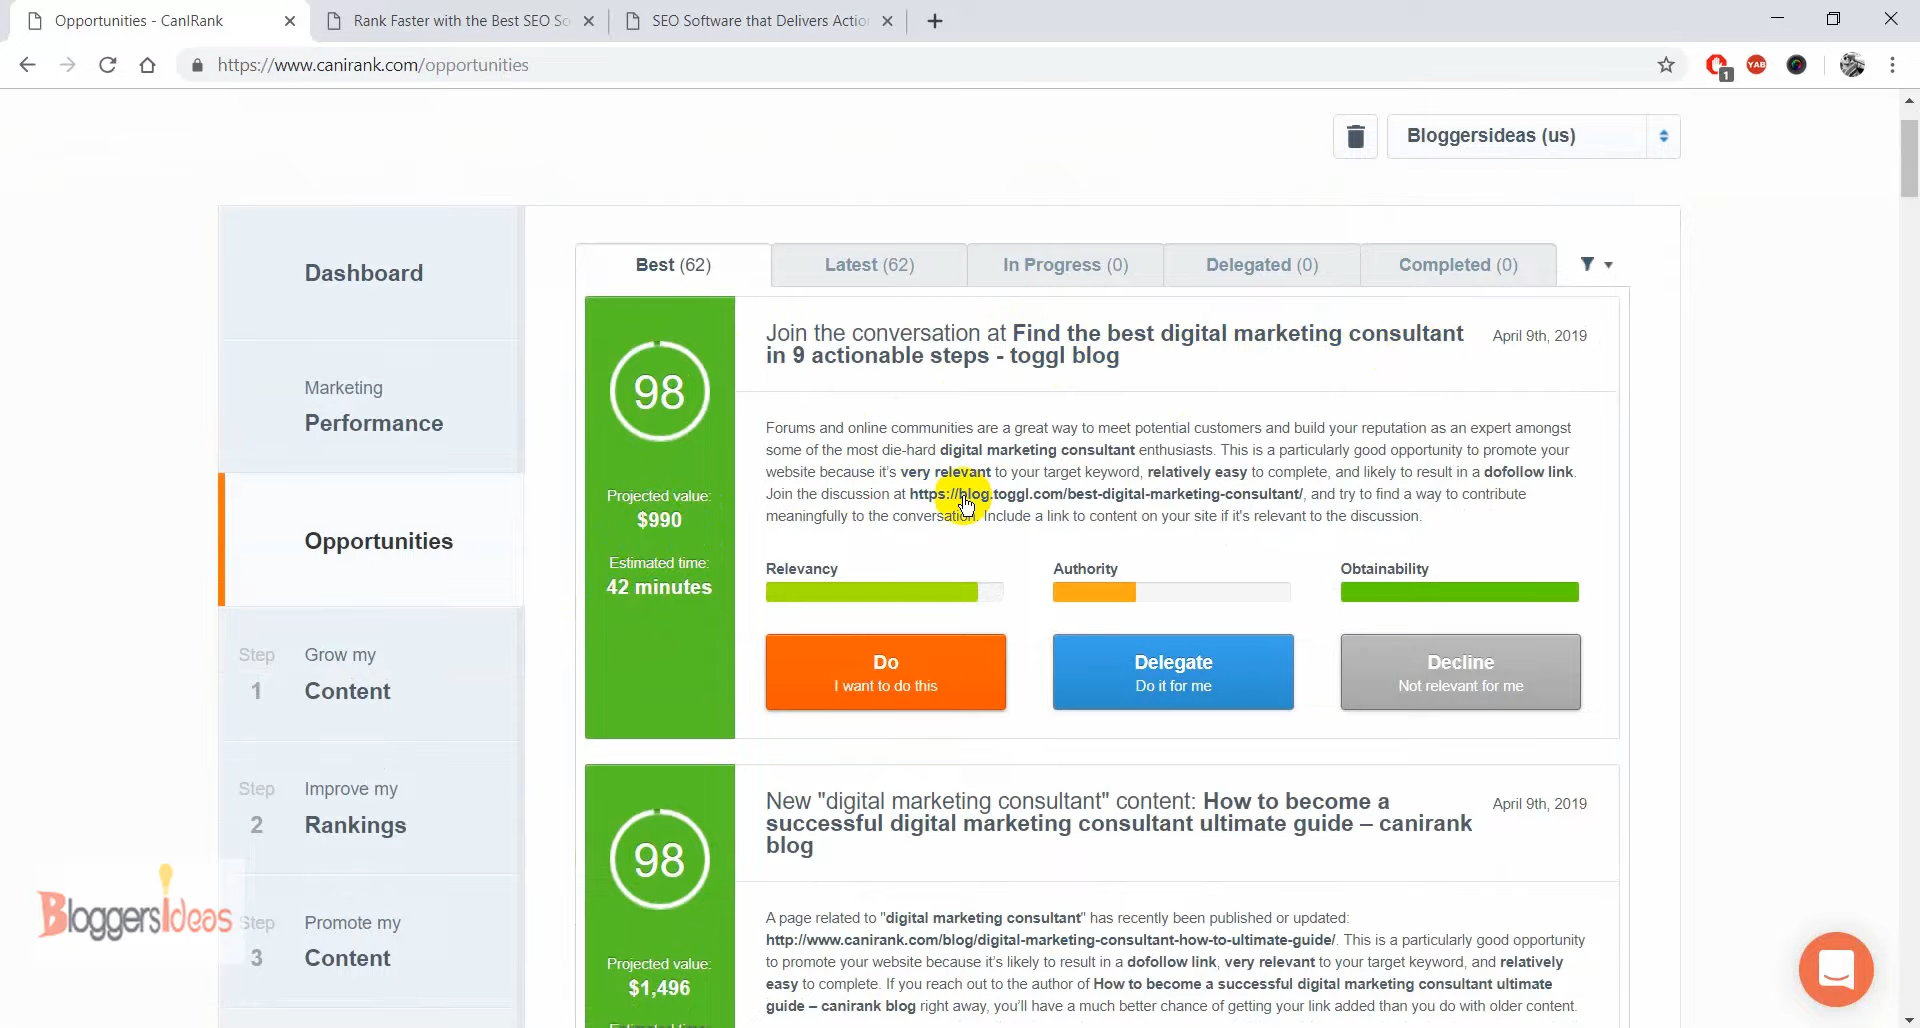 Opportunities - CanIRank
Rank Faster with the Best SEO So
SEO Software that Delivers Action
https://www.canirank.com/opportunities
1
YAB
Bloggersideas (us)
Dashboard
Marketing
Performance
Opportunities
Step
1
Grow my
Content
Step
2
Improve my
Rankings
Step
3
Promote my
Content
BloggersIdeas
Best (62)
Latest (62)
In Progress (0)
Delegated (0)
Completed (0)
98
Projected value:
$990
Estimated time:
42 minutes
Join the conversation at Find the best digital marketing consultant
in 9 actionable steps - toggl blog
April 9th, 2019
Forums and online communities are a great way to meet potential customers and build your reputation as an expert amongst
some of the most die-hard digital marketing consultant enthusiasts. This is a particularly good opportunity to promote your
website because it's very relevant to your target keyword, relatively easy to complete, and likely to result in a dofollow link.
Join the discussion at https://blog.toggl.com/best-digital-marketing-consultant/, and try to find a way to contribute
meaningfully to the conversation. Include a link to content on your site if it's relevant to the discussion.
Relevancy
Authority
Obtainability
Do
I want to do this
Delegate
Do it for me
Decline
Not relevant for me
98
Projected value:
$1,496
Estimated time:
New "digital marketing consultant" content: How to become a
successful digital marketing consultant ultimate guide – canirank
blog
April 9th, 2019
A page related to "digital marketing consultant" has recently been published or updated:
http://www.canirank.com/blog/digital-marketing-consultant-how-to-ultimate-guide/. This is a particularly good opportunity
to promote your website because it's likely to result in a dofollow link, very relevant to your target keyword, and relatively
easy to complete. If you reach out to the author of How to become a successful digital marketing consultant ultimate
guide – canirank blog right away, you'll have a much better chance of getting your link added than you do with older content.